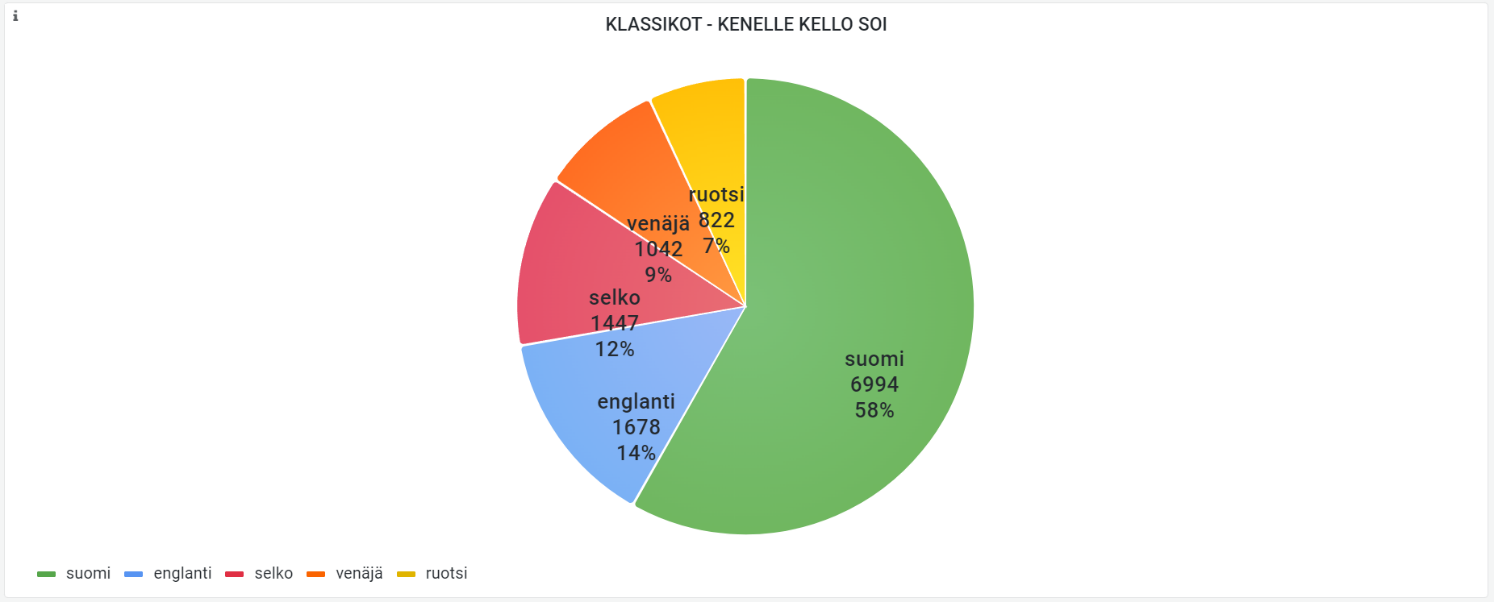 KLASSIKOT - KENELLE KELLO SOI
ruotsi
822
7%
venäjä
1042
9%
selko
1447
12%
englanti
1678
14%
suomi
6994
58%
suomi englanti selko venäjä ruotsi